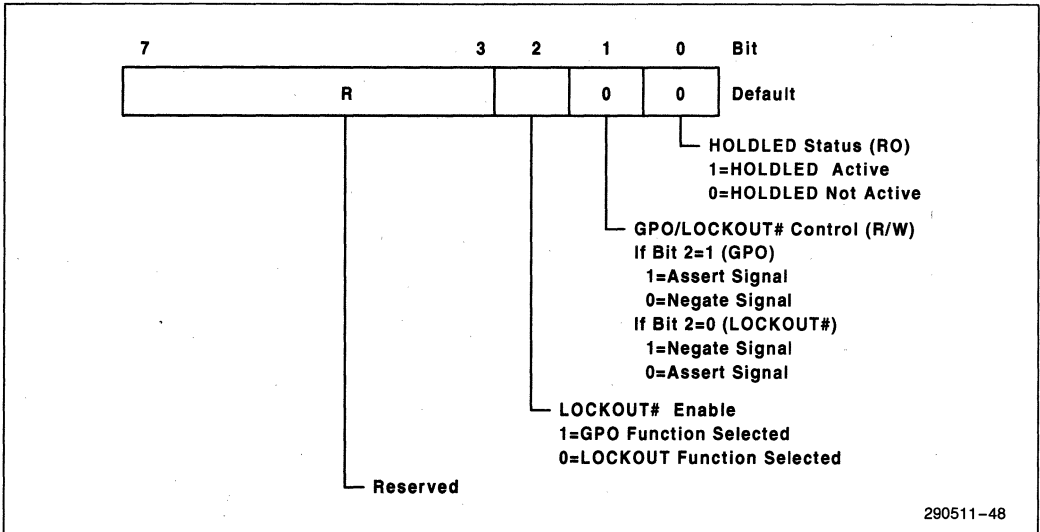 7 3 2 1 0 Bit
R 0 0 Default
HOLDLED Status (RO)
1=HOLDLED Active
0=HOLDLED Not Active
GPO/LOCKOUT# Control (R/W)
If Bit 2=1 (GPO)
1=Assert Signal
0=Negate Signal
If Bit 2=0 (LOCKOUT#)
1=Negate Signal
0=Assert Signal
LOCKOUT# Enable
1=GPO Function Selected
0=LOCKOUT Function Selected
Reserved
290511-48